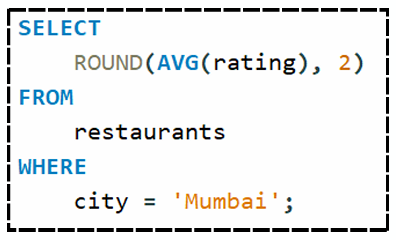 SELECT
ROUND(AVG(rating), 2)
FROM
restaurants
WHERE
city = 'Mumbai';